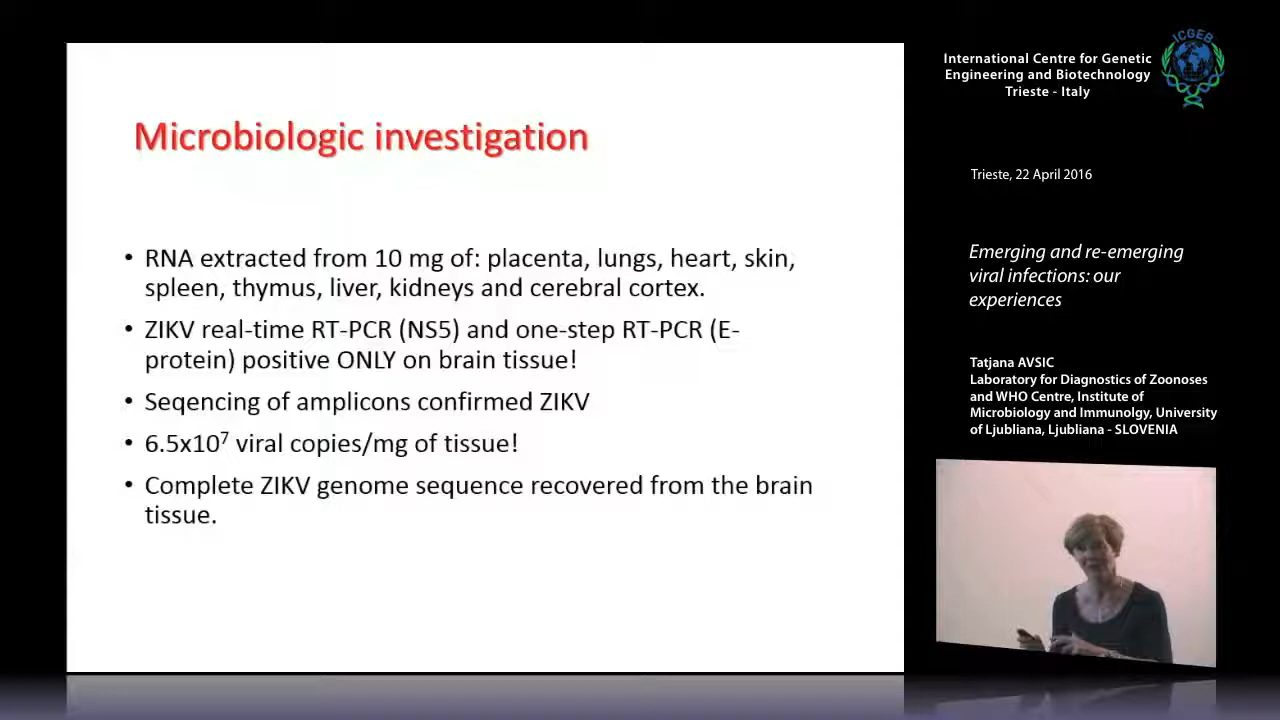 Microbiologic investigation
• RNA extracted from 10 mg of: placenta, lungs, heart, skin,
spleen, thymus, liver, kidneys and cerebral cortex.
• ZIKV real-time RT-PCR (NS5) and one-step RT-PCR (E-
protein) positive ONLY on brain tissue!
• Seqencing of amplicons confirmed ZIKV
• 6.5x10⁷ viral copies/mg of tissue!
• Complete ZIKV genome sequence recovered from the brain
tissue.
International Centre for Genetic
Engineering and Biotechnology
Trieste - Italy
ICGEB
Trieste, 22 April 2016
Emerging and re-emerging
viral infections: our
experiences
Tatjana AVSIC
Laboratory for Diagnostics of Zoonoses
and WHO Centre, Institute of
Microbiology and Immunolgy, University
of Ljubliana, Ljubliana - SLOVENIA